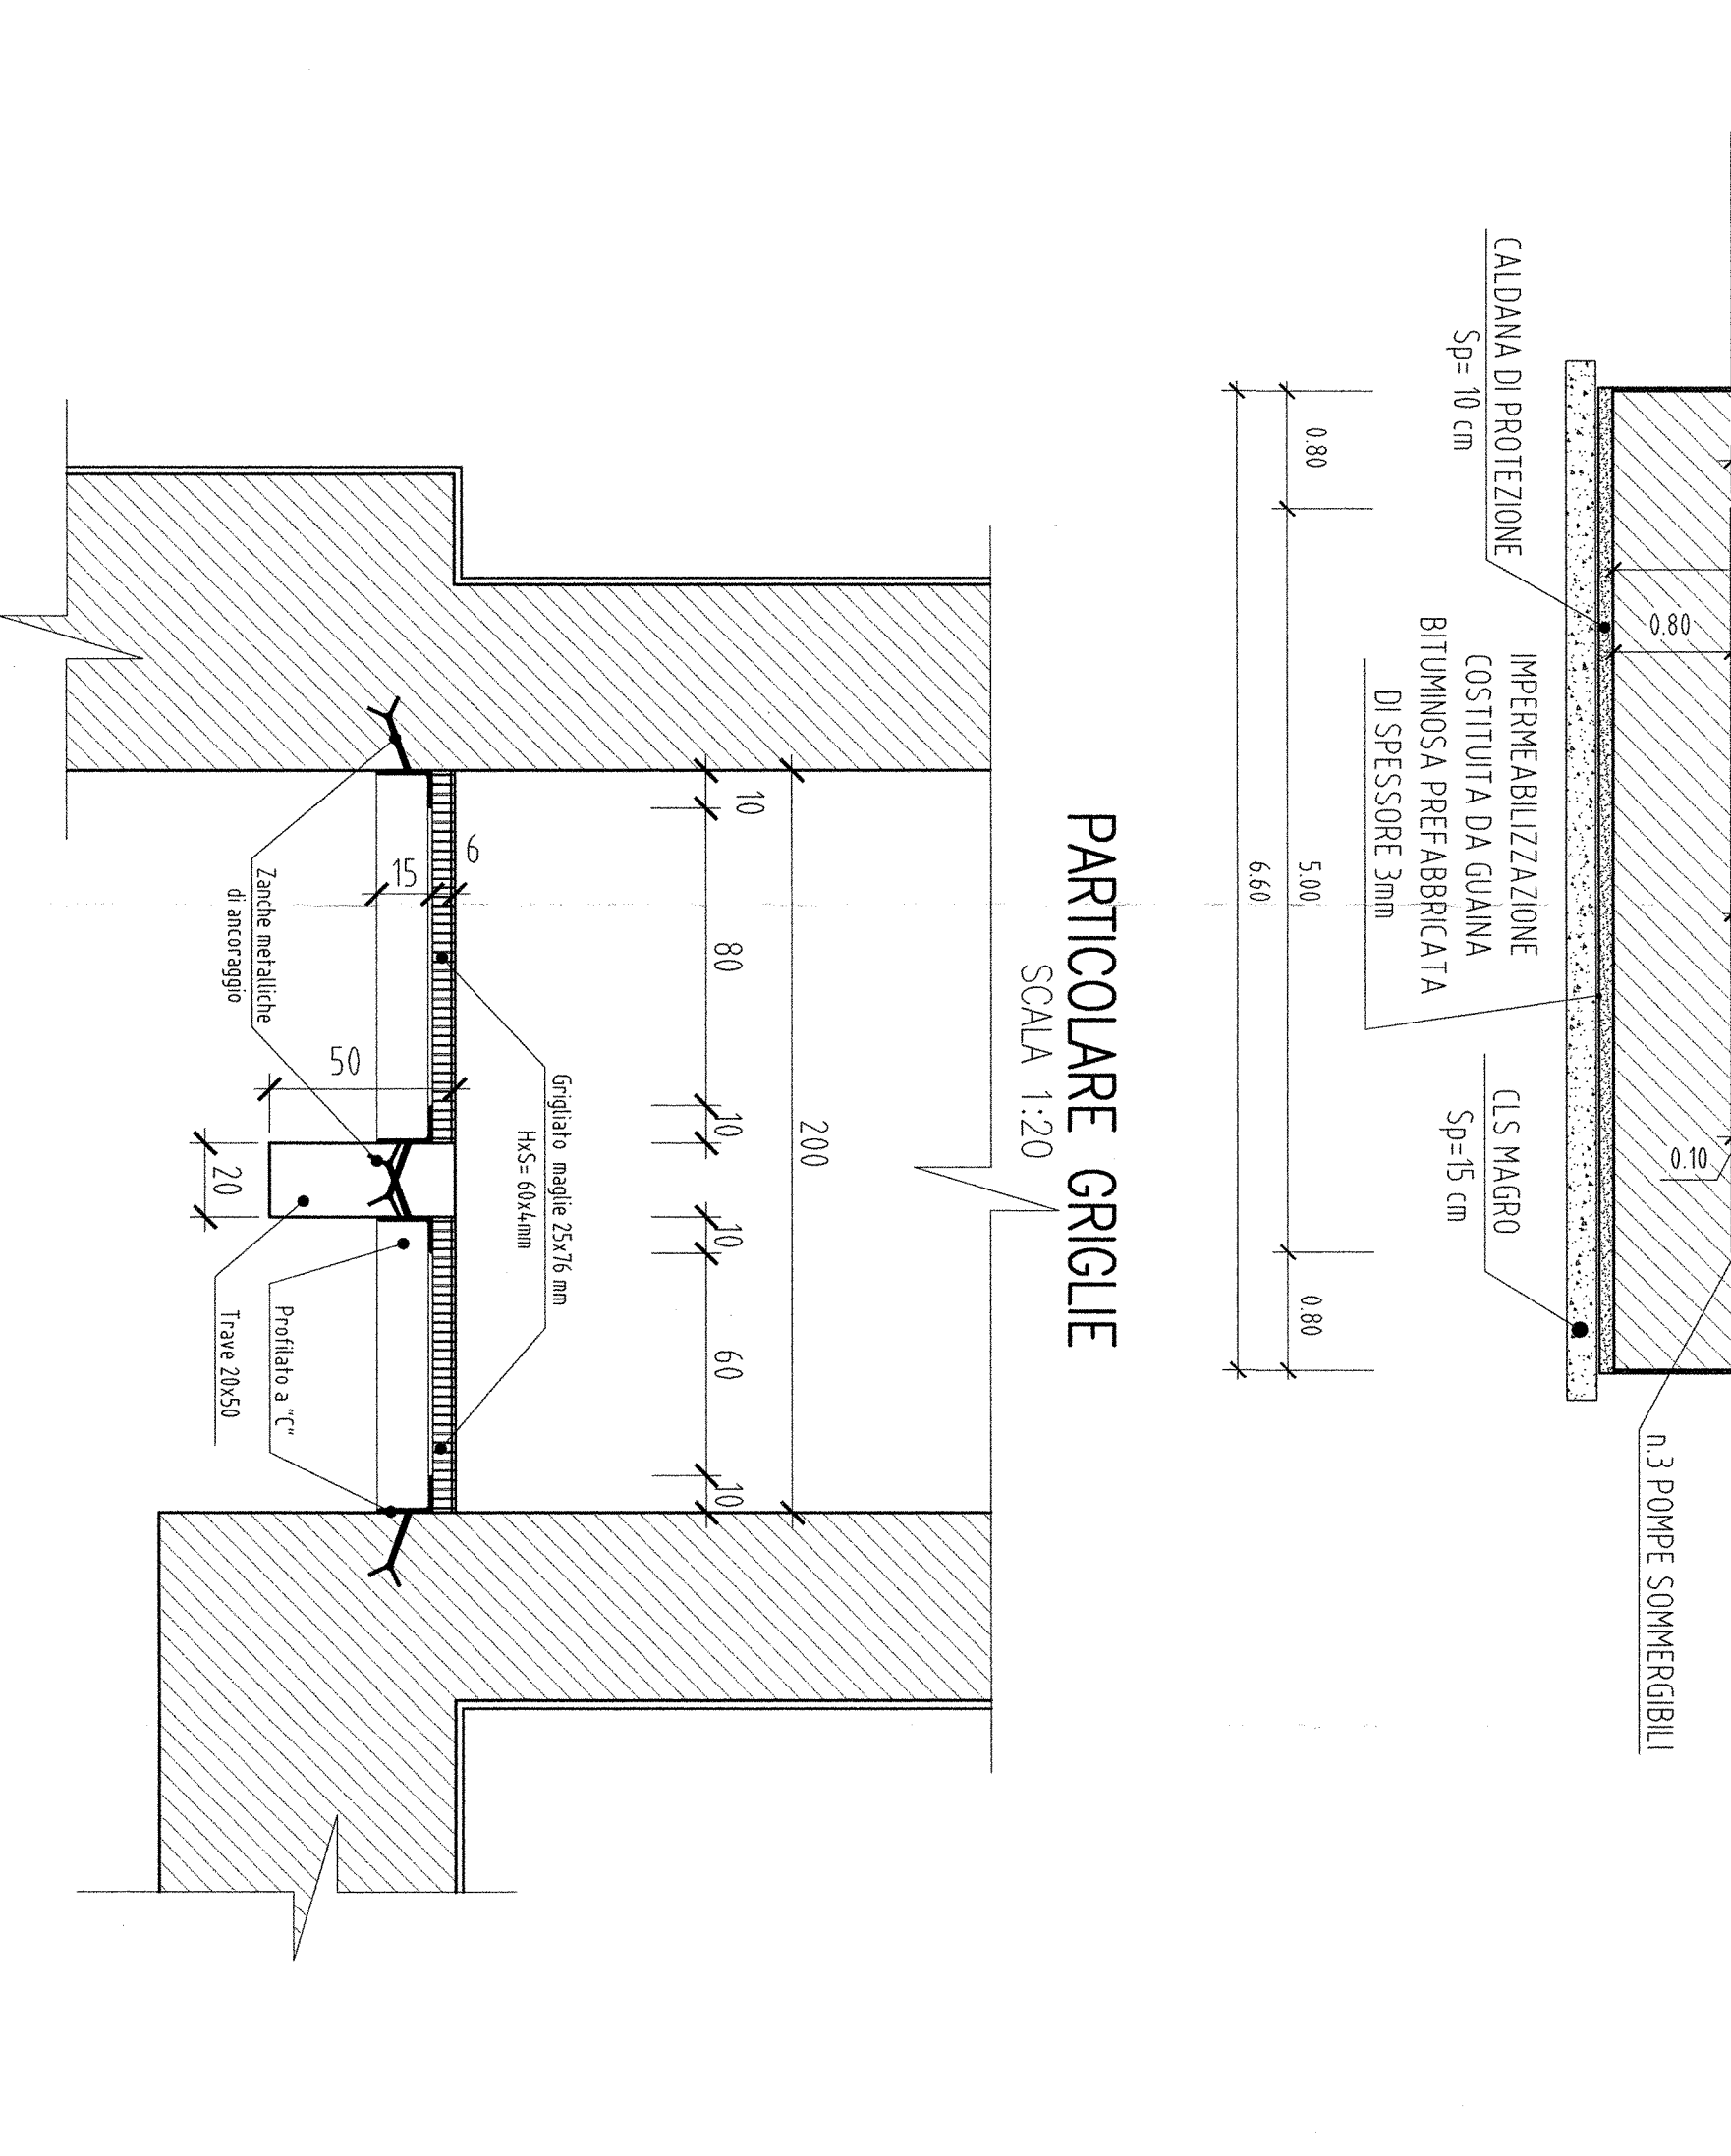 0.80
0.10
n.3 POMPE SOMMERGIBILI
CALDANA DI PROTEZIONE
Sp= 10 cm
IMPERMEABILIZZAZIONE
COSTITUITA DA GUAINA
BITUMINOSA PREFABBRICATA
DI SPESSORE 3mm
CLS MAGRO
Sp=15 cm
0.80
5.00
0.80
6.60
PARTICOLARE GRIGLIE
SCALA 1:20
200
10
80
10
10
60
10
Grigliato maglie 25x76 mm
HxS= 60x4mm
6
15
50
20
Zanche metalliche
di ancoraggio
Profilato a "C"
Trave 20x50